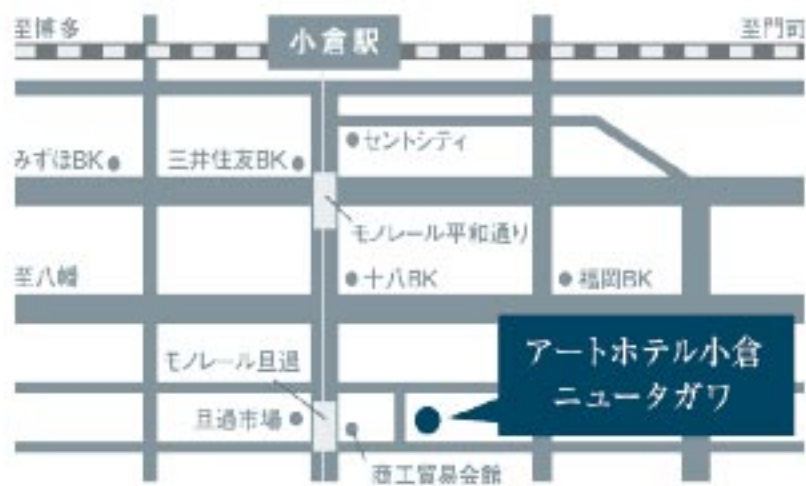 至博多
小倉駅
至門司
セントシティ
みずほBK
三井住友BK
モノレール平和通り
至八幡
十八BK
福岡BK
アートホテル小倉
ニュータガワ
モノレール旦過
旦過市場
商工貿易会館